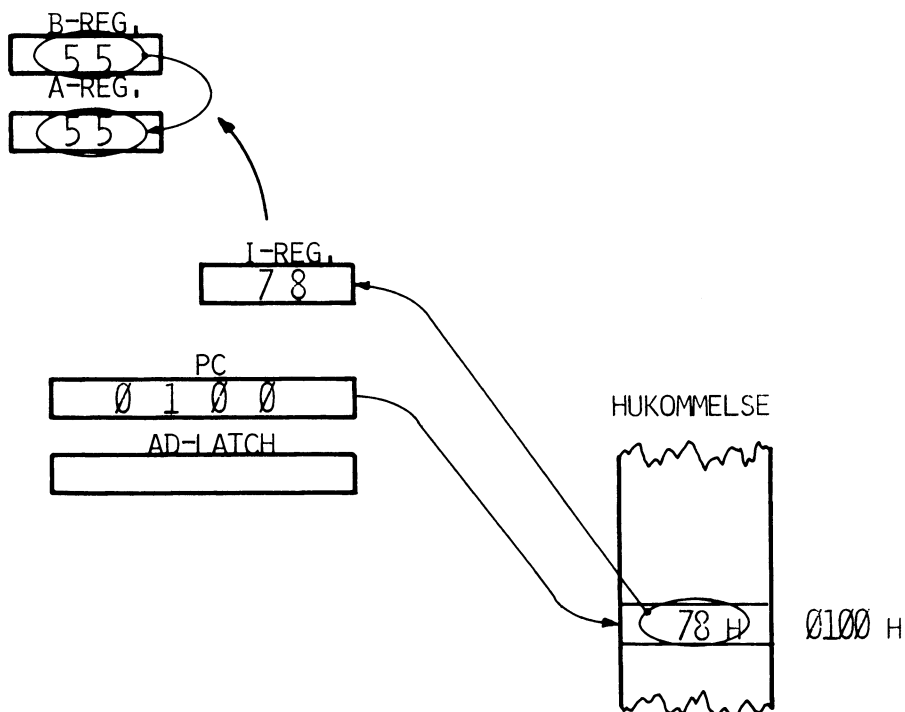 B-REG.
55
A-REG.
55
I-REG.
78
PC
Ø1ØØ
AD-LATCH
HUKOMMELSE
78 H
Ø1ØØ H